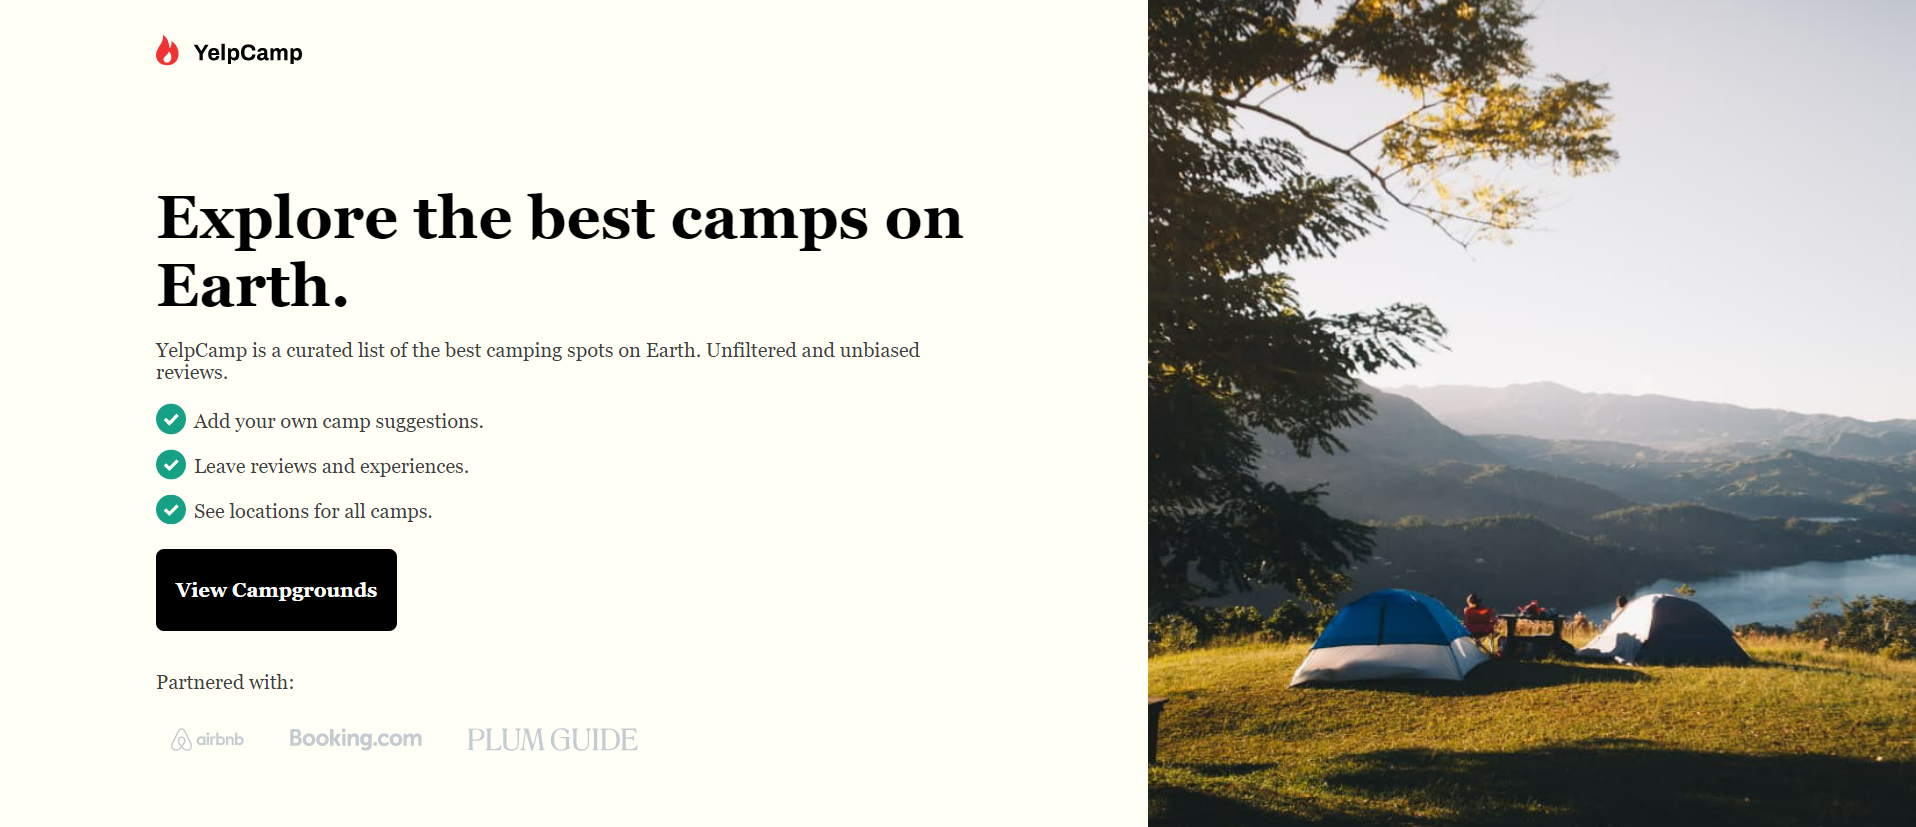 YelpCamp
Explore the best camps on
Earth.
YelpCamp is a curated list of the best camping spots on Earth. Unfiltered and unbiased
reviews.
Add your own camp suggestions.
Leave reviews and experiences.
See locations for all camps.
View Campgrounds
Partnered with:
airbnb Booking.com PLUM GUIDE